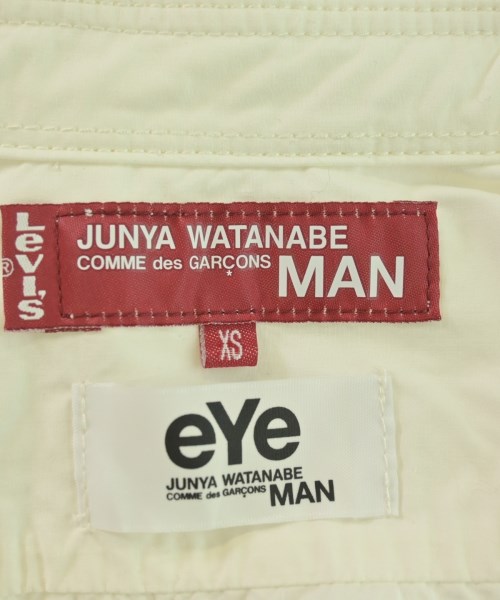 Levi's
®
JUNYA WATANABE
COMME des GARÇONS MAN
*
XS
eYe
JUNYA WATANABE
COMME des GARÇONS MAN